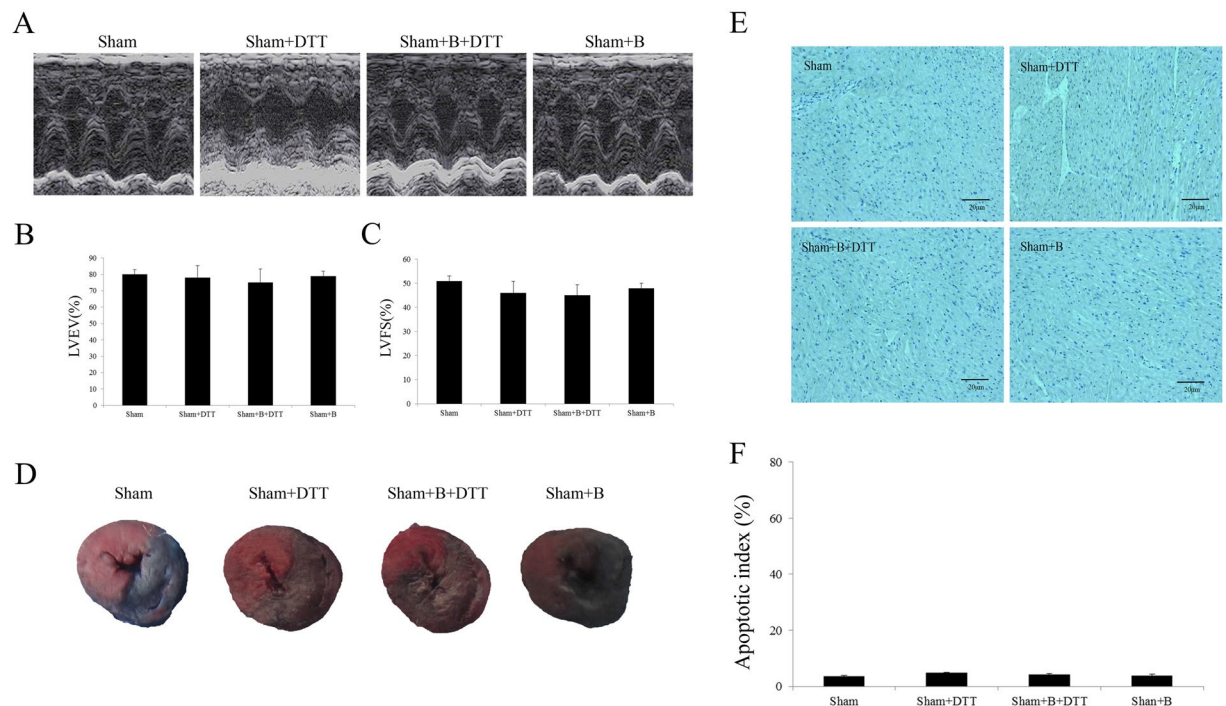 A
Sham
Sham+DTT
Sham+B+DTT
Sham+B
B
LVEV(%)
90
80
70
60
50
40
30
20
10
0
Sham
Sham+DTT
Sham+B+DTT
Sham+B
C
LVFS(%)
60
50
40
30
20
10
0
Sham
Sham+DTT
Sham+B+DTT
Sham+B
D
Sham
Sham+DTT
Sham+B+DTT
Sham+B
E
Sham
20μm
Sham+DTT
20μm
Sham+B+DTT
20μm
Sham+B
20μm
F
Apoptotic index (%)
80
60
40
20
0
Sham
Sham+DTT
Sham+B+DTT
Shan+B